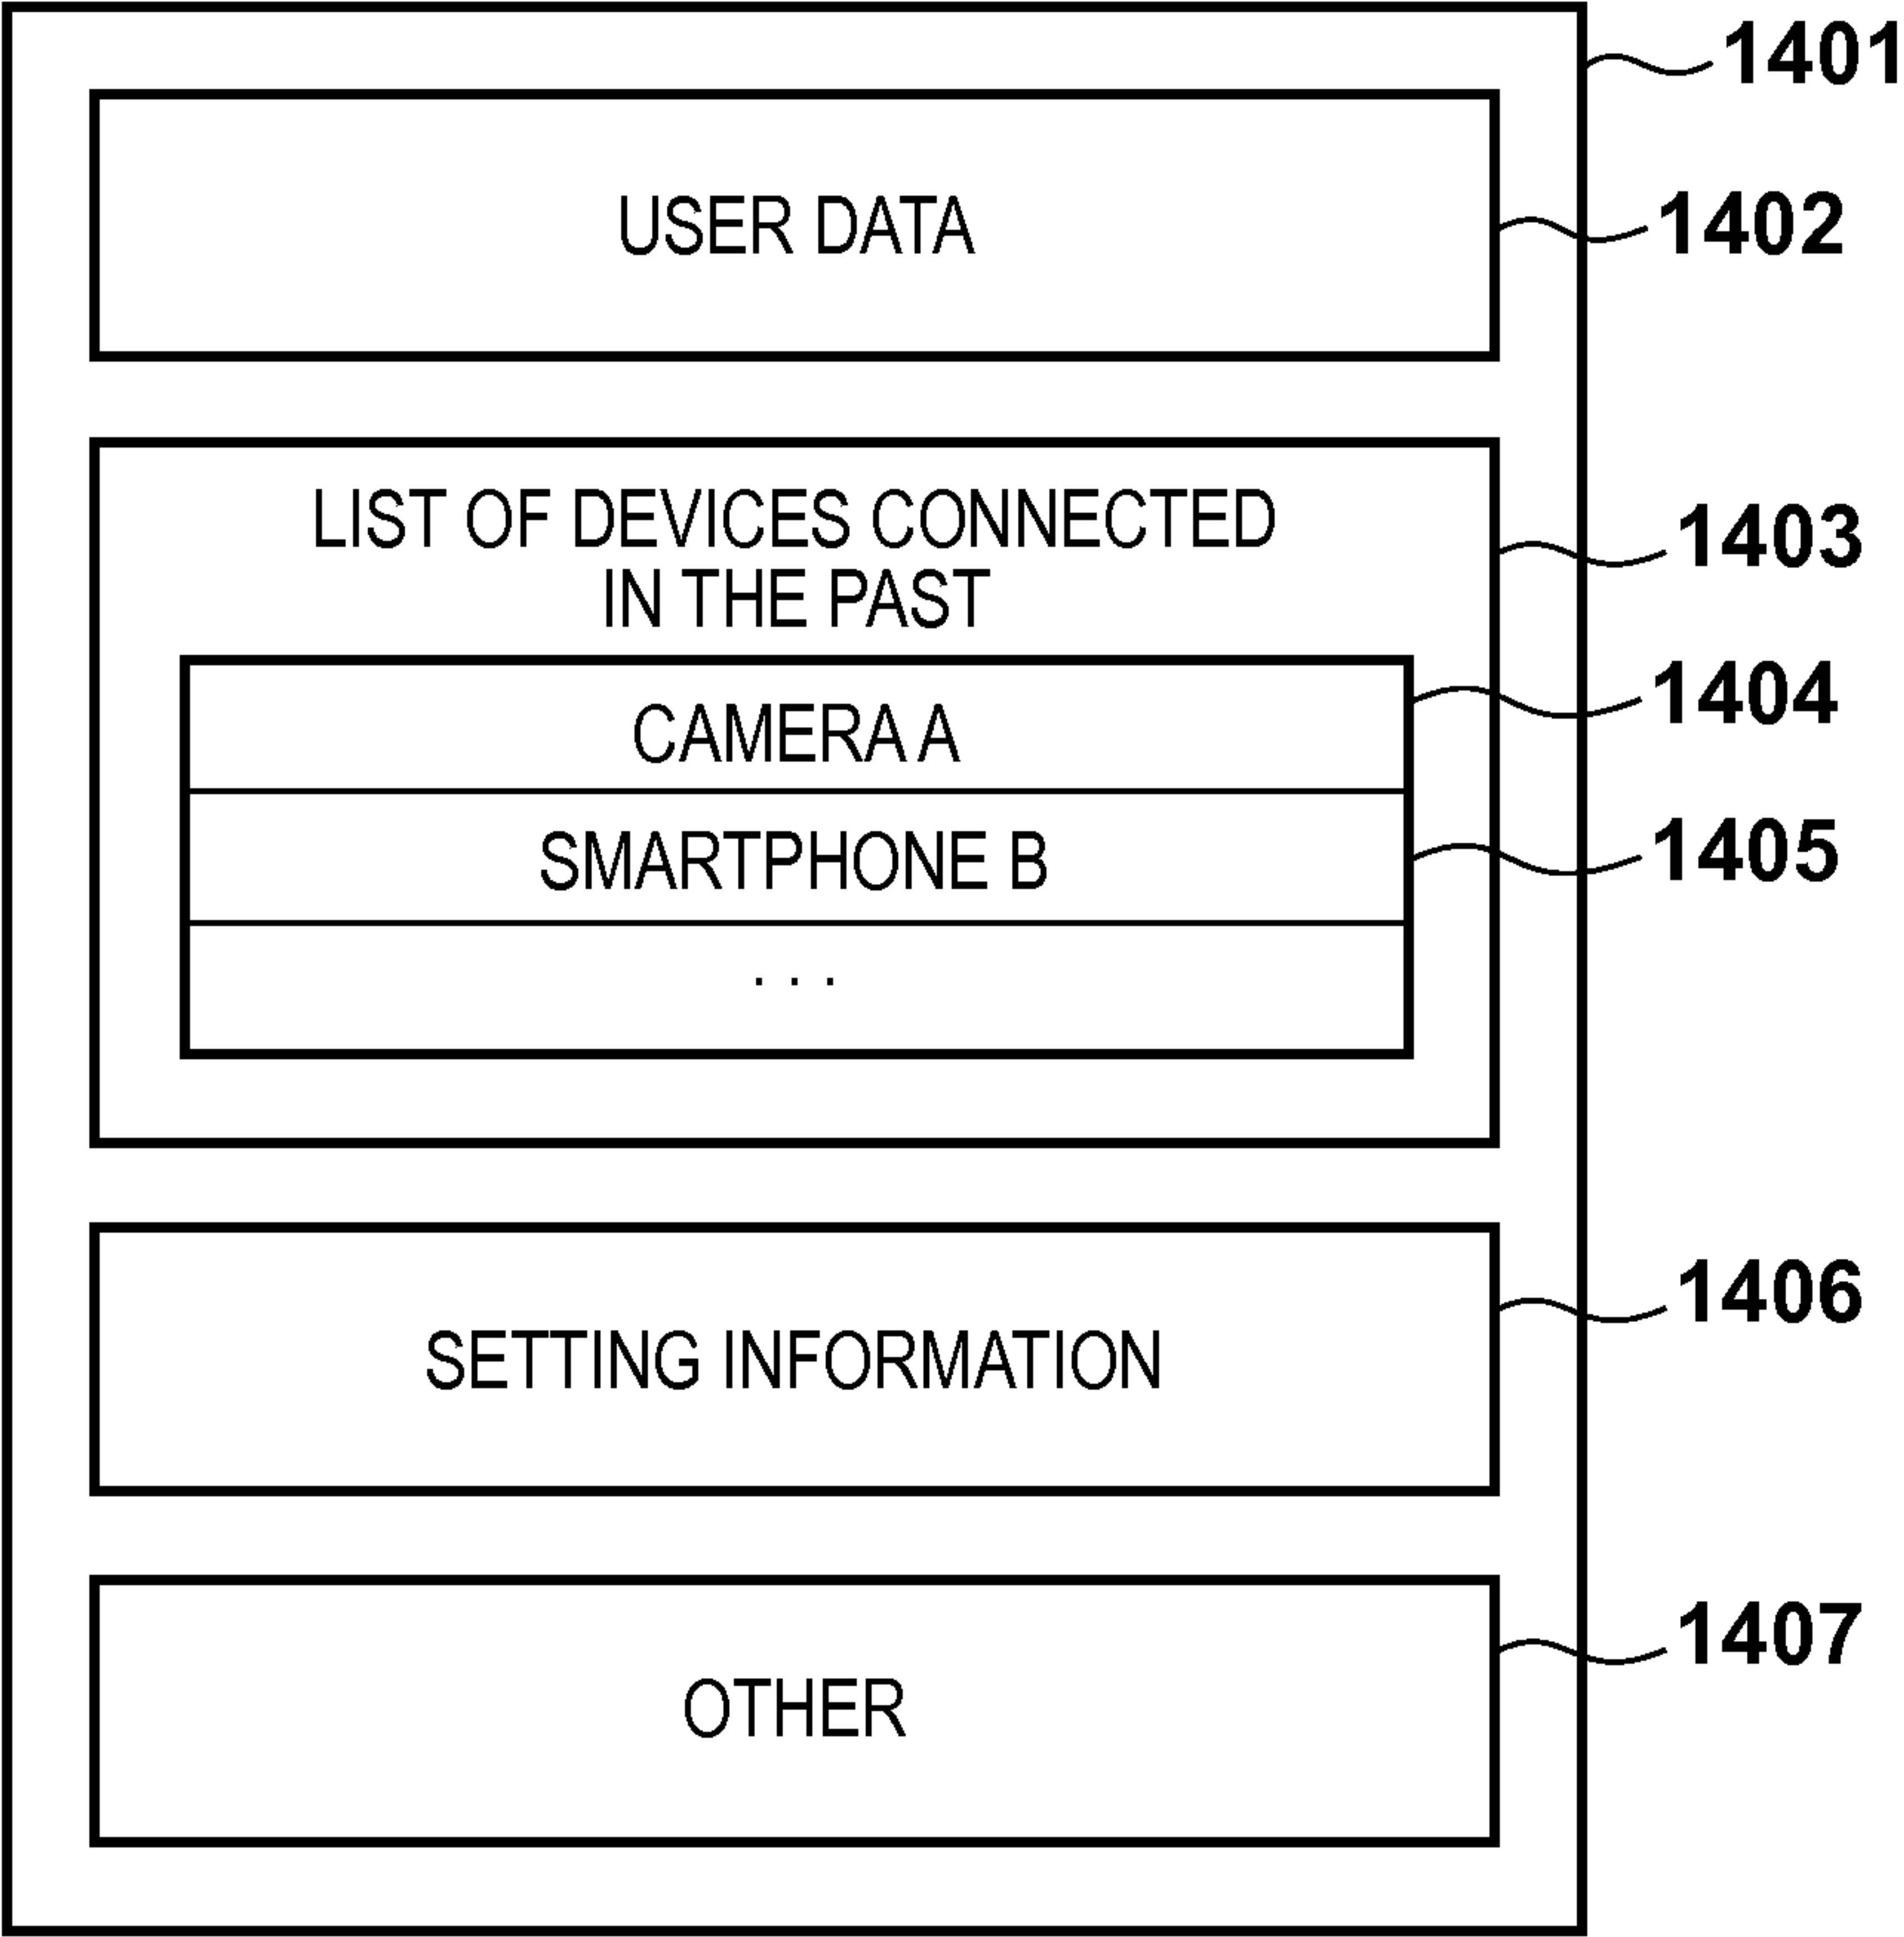 1401
USER DATA
1402
LIST OF DEVICES CONNECTED
IN THE PAST
1403
CAMERA A
1404
SMARTPHONE B
1405
. . .
SETTING INFORMATION
1406
OTHER
1407